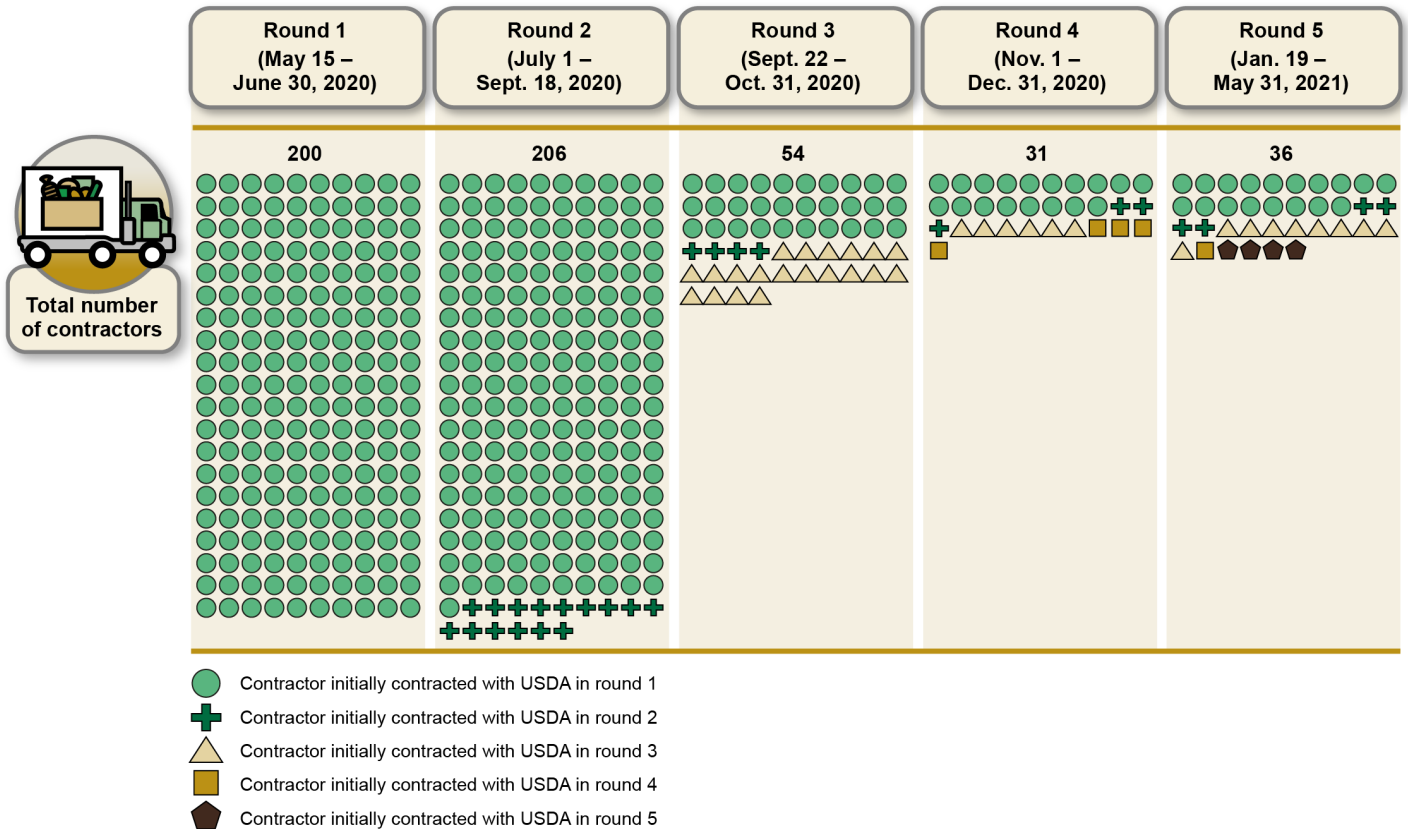 Round 1
(May 15 –
June 30, 2020)
Round 2
(July 1 –
Sept. 18, 2020)
Round 3
(Sept. 22 –
Oct. 31, 2020)
Round 4
(Nov. 1 –
Dec. 31, 2020)
Round 5
(Jan. 19 –
May 31, 2021)
Total number
of contractors
200
206
54
31
36
Contractor initially contracted with USDA in round 1
Contractor initially contracted with USDA in round 2
Contractor initially contracted with USDA in round 3
Contractor initially contracted with USDA in round 4
Contractor initially contracted with USDA in round 5